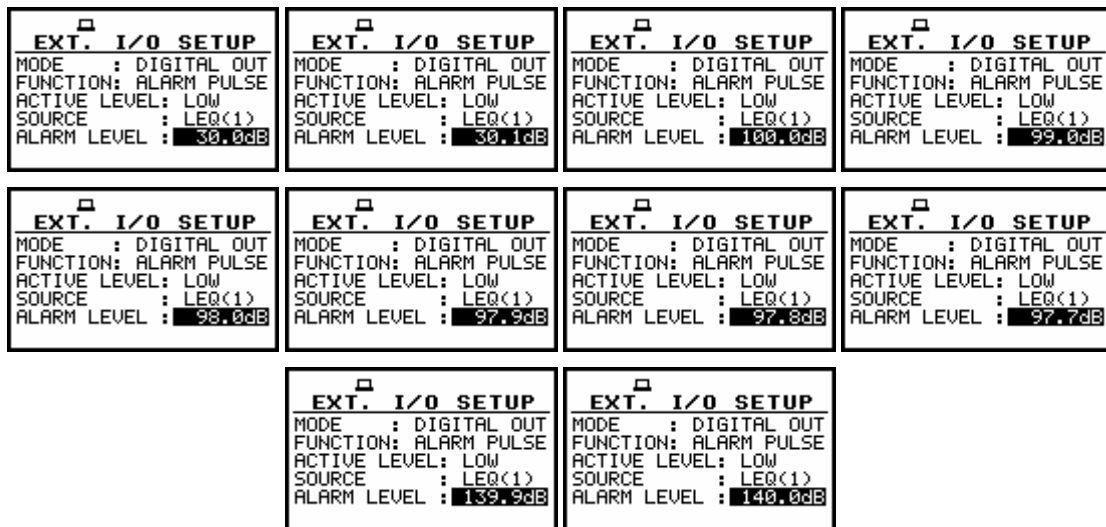 EXT. I/O SETUP
MODE : DIGITAL OUT
FUNCTION: ALARM PULSE
ACTIVE LEVEL: LOW
SOURCE : LEQ(1)
ALARM LEVEL : 30.0dB
EXT. I/O SETUP
MODE : DIGITAL OUT
FUNCTION: ALARM PULSE
ACTIVE LEVEL: LOW
SOURCE : LEQ(1)
ALARM LEVEL : 30.1dB
EXT. I/O SETUP
MODE : DIGITAL OUT
FUNCTION: ALARM PULSE
ACTIVE LEVEL: LOW
SOURCE : LEQ(1)
ALARM LEVEL : 100.0dB
EXT. I/O SETUP
MODE : DIGITAL OUT
FUNCTION: ALARM PULSE
ACTIVE LEVEL: LOW
SOURCE : LEQ(1)
ALARM LEVEL : 99.0dB
EXT. I/O SETUP
MODE : DIGITAL OUT
FUNCTION: ALARM PULSE
ACTIVE LEVEL: LOW
SOURCE : LEQ(1)
ALARM LEVEL : 98.0dB
EXT. I/O SETUP
MODE : DIGITAL OUT
FUNCTION: ALARM PULSE
ACTIVE LEVEL: LOW
SOURCE : LEQ(1)
ALARM LEVEL : 97.9dB
EXT. I/O SETUP
MODE : DIGITAL OUT
FUNCTION: ALARM PULSE
ACTIVE LEVEL: LOW
SOURCE : LEQ(1)
ALARM LEVEL : 97.8dB
EXT. I/O SETUP
MODE : DIGITAL OUT
FUNCTION: ALARM PULSE
ACTIVE LEVEL: LOW
SOURCE : LEQ(1)
ALARM LEVEL : 97.7dB
EXT. I/O SETUP
MODE : DIGITAL OUT
FUNCTION: ALARM PULSE
ACTIVE LEVEL: LOW
SOURCE : LEQ(1)
ALARM LEVEL : 139.9dB
EXT. I/O SETUP
MODE : DIGITAL OUT
FUNCTION: ALARM PULSE
ACTIVE LEVEL: LOW
SOURCE : LEQ(1)
ALARM LEVEL : 140.0dB